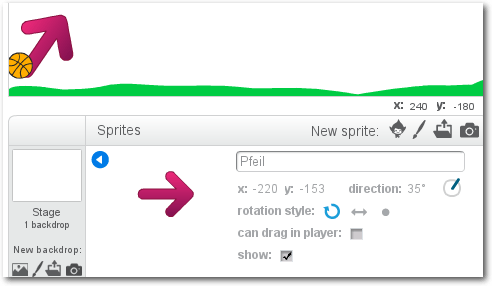 x: 240 y: -180
Sprites New sprite:
Pfeil
x: -220 y: -153 direction: 35°
rotation style:
can drag in player:
show:
Stage
1 backdrop
New backdrop: